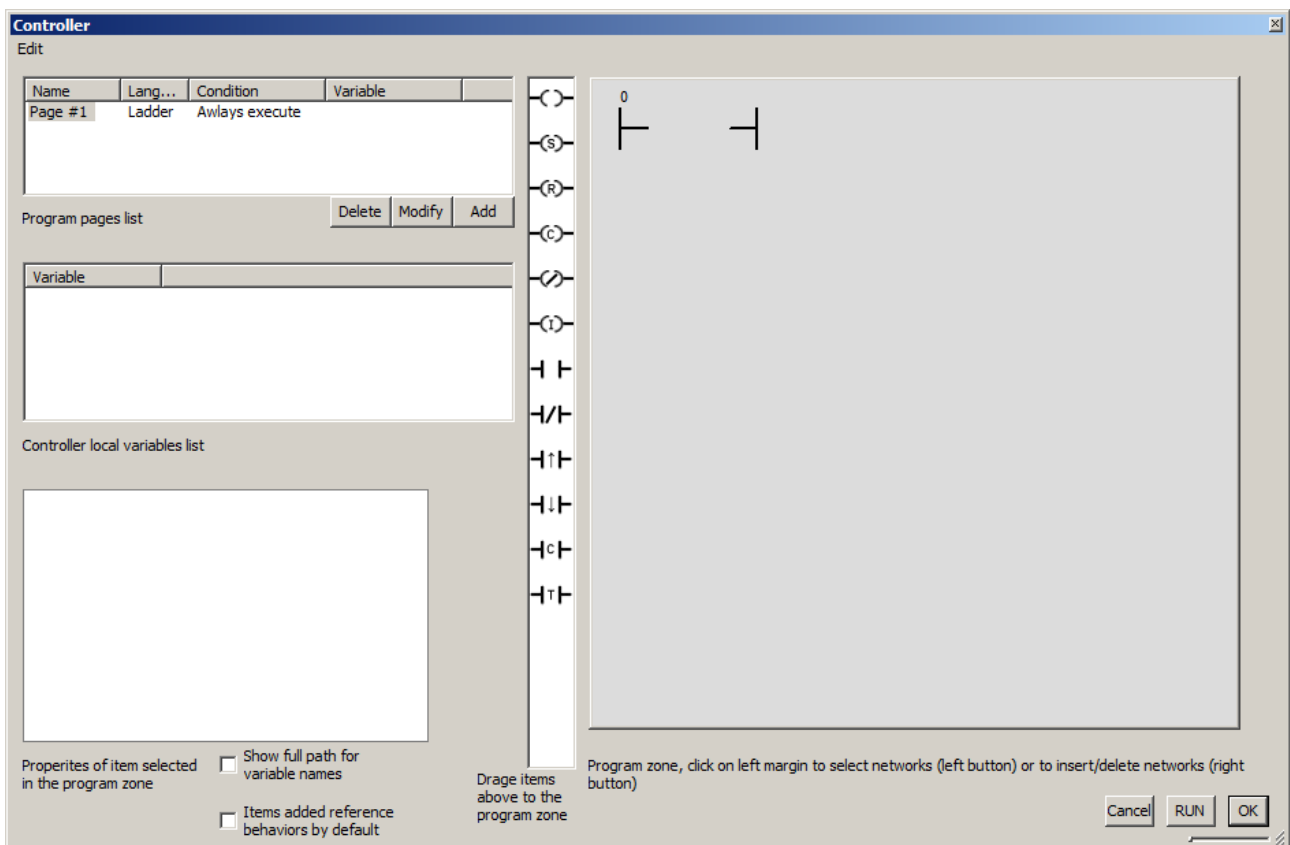 Controller
Edit
Name Lang... Condition Variable
Page #1 Ladder Awlays execute
Program pages list
Delete Modify Add
Variable
Controller local variables list
Properites of item selected
in the program zone
Show full path for
variable names
Items added reference
behaviors by default
( )
(S)
(R)
(C)
(/)
(I)
/
↑
↓
C
T
Drage items
above to the
program zone
0
Program zone, click on left margin to select networks (left button) or to insert/delete networks (right
button)
Cancel RUN OK